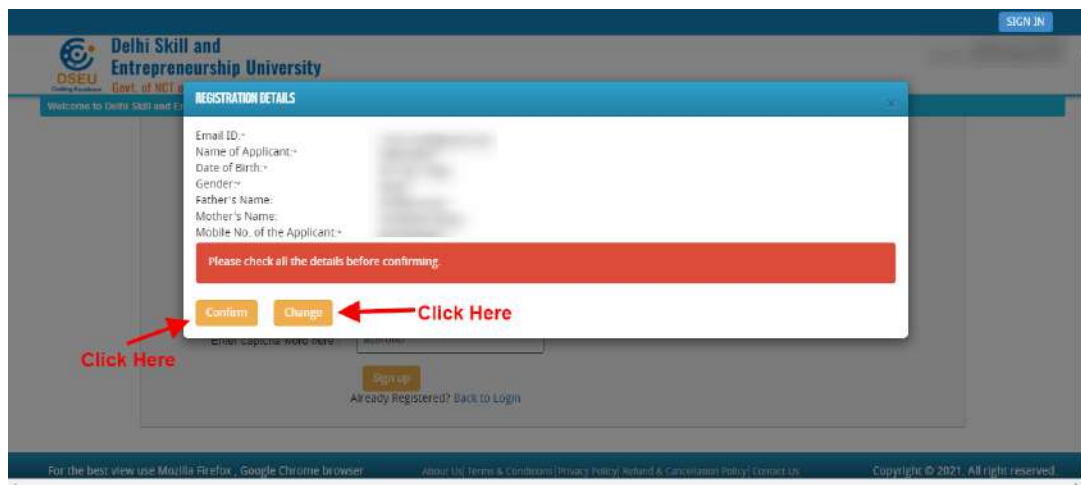 SIGN IN
Delhi Skill and
Entrepreneurship University
DSEU
Govt. of NCT
Welcome to Delhi Skill and En
REGISTRATION DETAILS
×
Email ID:*
Name of Applicant:*
Date of Birth:*
Gender:*
Father's Name:
Mother's Name:
Mobile No. of the Applicant:*
Please check all the details before confirming.
Confirm Change Click Here
Click Here
Enter captcha word here
Sign up
Already Registered? Back to Login
For the best view use Mozilla Firefox , Google Chrome browser About Us| Terms & Conditions |Privacy Policy| Refund & Cancellation Policy| Contact Us Copyright © 2021. All right reserved.